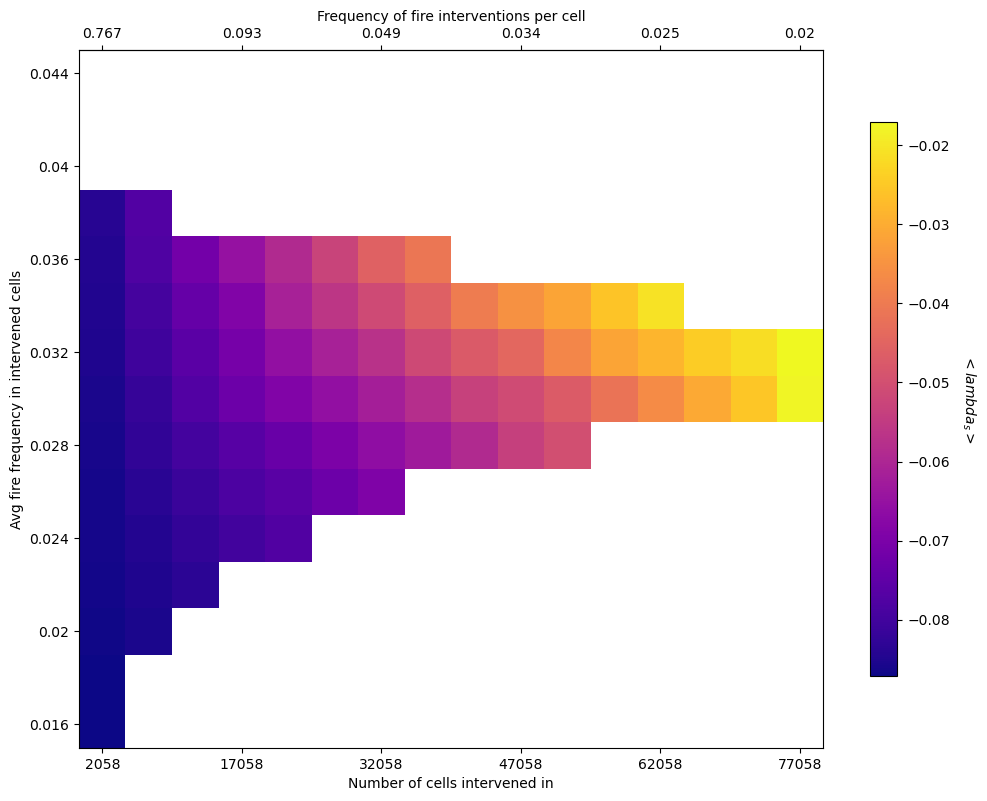 Frequency of fire interventions per cell
0.767 0.093 0.049 0.034 0.025 0.02
Avg fire frequency in intervened cells
0.044
0.04
0.036
0.032
0.028
0.024
0.02
0.016
2058 17058 32058 47058 62058 77058
Number of cells intervened in
−0.02
−0.03
−0.04
−0.05
−0.06
−0.07
−0.08
< lambda_s >